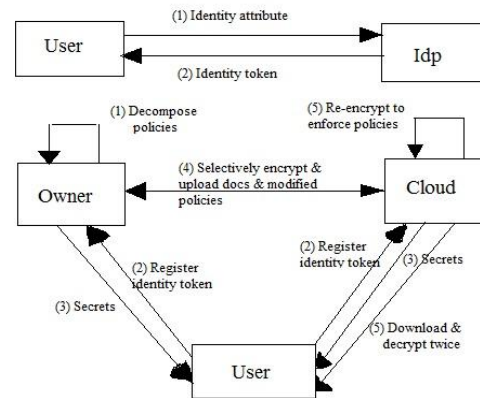 (1) Identity attribute
User
Idp
(2) Identity token
(1) Decompose
policies
(5) Re-encrypt to
enforce policies
Owner
(4) Selectively encrypt &
upload docs & modified
policies
Cloud
(2) Register
identity token
(3) Secrets
(2) Register
identity token
(3) Secrets
(5) Download &
decrypt twice
User